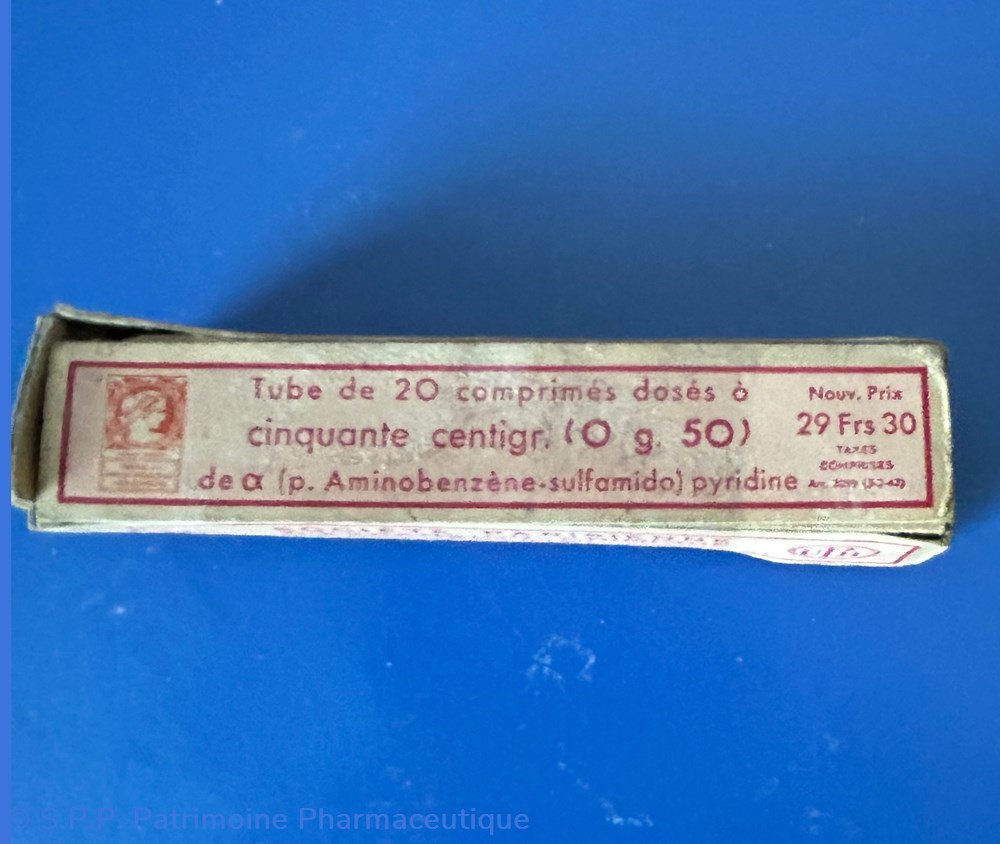 Tube de 20 comprimés dosés à
cinquante centigr. (0 g. 50)
de α (p. Aminobenzène-sulfamido) pyridine
Nouv. Prix
29 Frs 30
TAXES
COMPRISES
S.P.P. Patrimoine Pharmaceutique